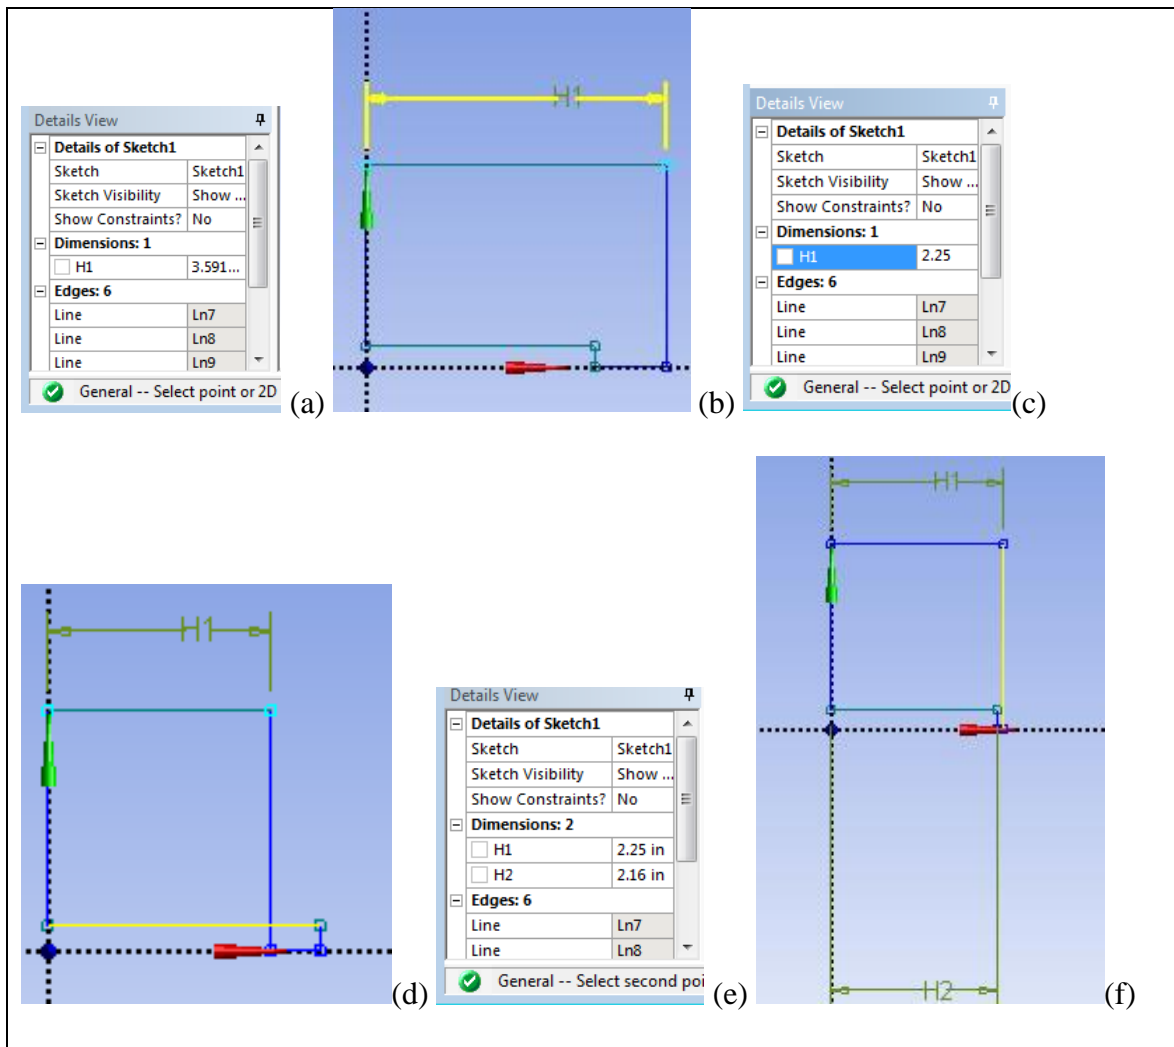 H1
Details View
Details of Sketch1
Sketch Sketch1
Sketch Visibility Show ...
Show Constraints? No
Dimensions: 1
H1 3.591...
Edges: 6
Line Ln7
Line Ln8
Line Ln9
General -- Select point or 2D
(a)
(b)
Details View
Details of Sketch1
Sketch Sketch1
Sketch Visibility Show ...
Show Constraints? No
Dimensions: 1
H1 2.25
Edges: 6
Line Ln7
Line Ln8
Line Ln9
General -- Select point or 2D
(c)
H1
(d)
Details View
Details of Sketch1
Sketch Sketch1
Sketch Visibility Show ...
Show Constraints? No
Dimensions: 2
H1 2.25 in
H2 2.16 in
Edges: 6
Line Ln7
Line Ln8
General -- Select second poi
(e)
H1
H2
(f)